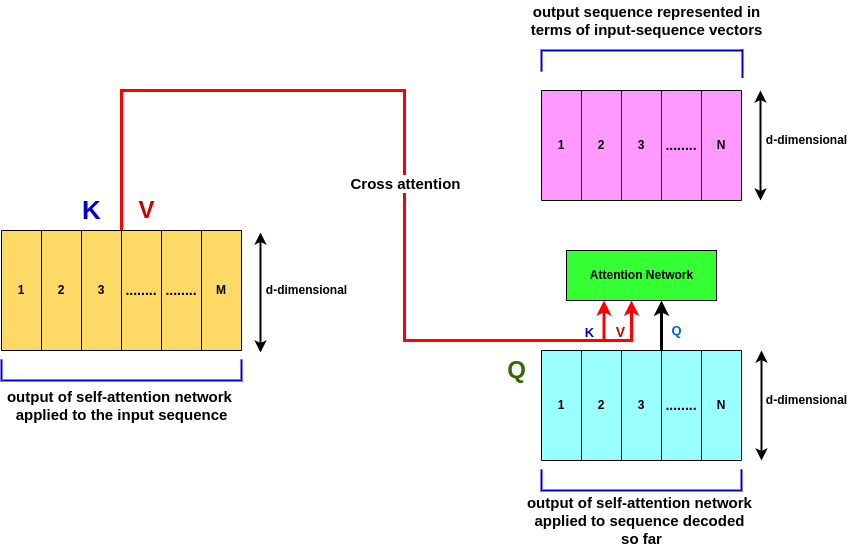 output sequence represented in
terms of input-sequence vectors
1 2 3 ........ N
d-dimensional
Cross attention
K V
1 2 3 ........ ........ M
d-dimensional
output of self-attention network
applied to the input sequence
Attention Network
K V Q
Q
1 2 3 ........ N
d-dimensional
output of self-attention network
applied to sequence decoded
so far